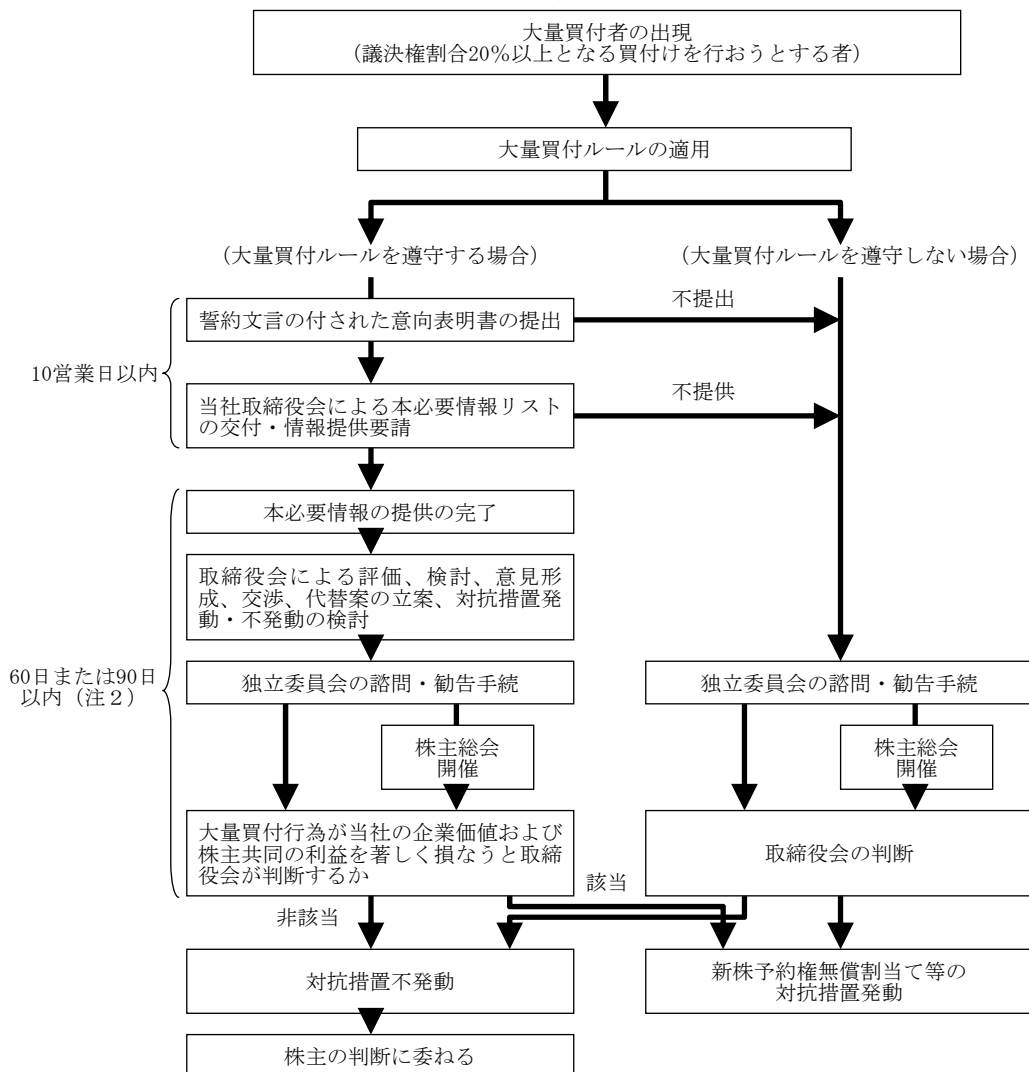 大量買付者の出現
（議決権割合20％以上となる買付けを行おうとする者）
大量買付ルールの適用
（大量買付ルールを遵守する場合）
（大量買付ルールを遵守しない場合）
不提出
誓約文言の付された意向表明書の提出
10営業日以内
不提供
当社取締役会による本必要情報リスト
の交付・情報提供要請
本必要情報の提供の完了
取締役会による評価、検討、意見形
成、交渉、代替案の立案、対抗措置発
動・不発動の検討
60日または90日
以内（注２）
独立委員会の諮問・勧告手続
独立委員会の諮問・勧告手続
株主総会
開催
株主総会
開催
大量買付行為が当社の企業価値および
株主共同の利益を著しく損なうと取締
役会が判断するか
取締役会の判断
該当
非該当
対抗措置不発動
新株予約権無償割当て等の
対抗措置発動
株主の判断に委ねる